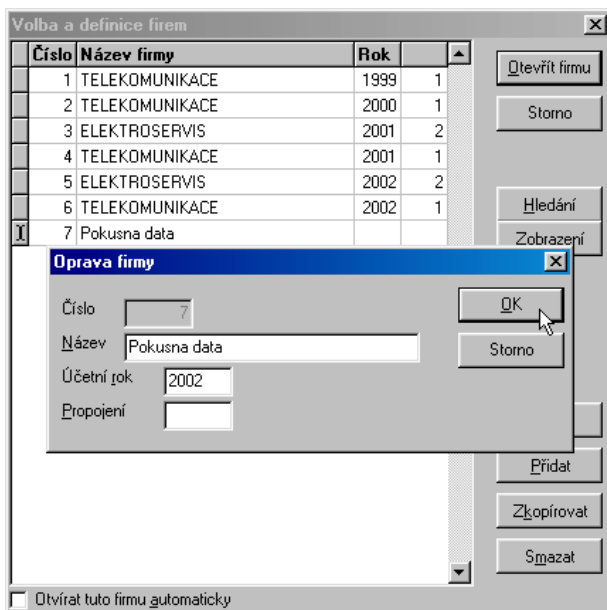 Volba a definice firem
Číslo Název firmy Rok
1 TELEKOMUNIKACE 1999 1
2 TELEKOMUNIKACE 2000 1
3 ELEKTROSERVIS 2001 2
4 TELEKOMUNIKACE 2001 1
5 ELEKTROSERVIS 2002 2
6 TELEKOMUNIKACE 2002 1
7 Pokusna data
Otevřít firmu
Storno
Hledání
Zobrazení
Oprava firmy
Číslo 7
Název Pokusna data
Účetní rok 2002
Propojení
OK
Storno
Přidat
Zkopírovat
Smazat
Otvírat tuto firmu automaticky